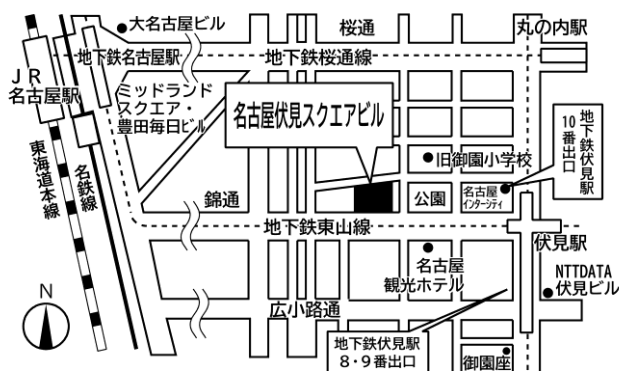 大名古屋ビル
桜通
丸の内駅
地下鉄名古屋駅
地下鉄桜通線
JR
名古屋駅
ミッドランド
スクエア・
豊田毎日ビル
名古屋伏見スクエアビル
地下鉄伏見駅
10番出口
旧御園小学校
東海道本線
名鉄線
錦通
公園
名古屋
インターシティ
地下鉄東山線
伏見駅
名古屋
観光ホテル
NTTDATA
伏見ビル
N
広小路通
地下鉄伏見駅
8・9番出口
御園座